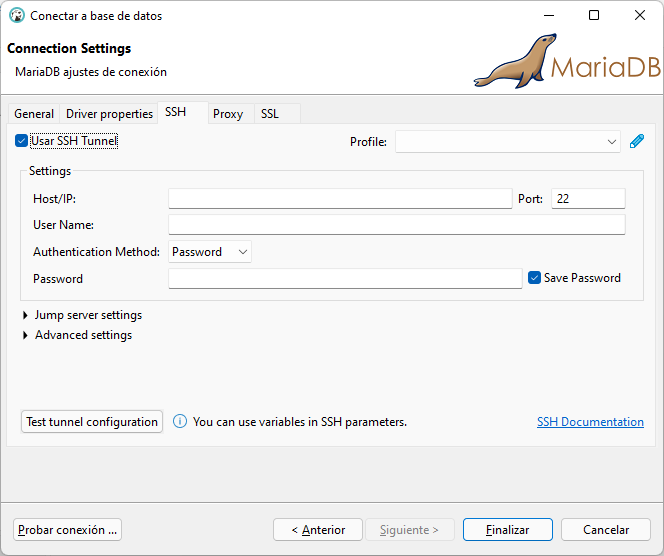 Conectar a base de datos
Connection Settings
MariaDB ajustes de conexión
MariaDB
General Driver properties SSH Proxy SSL
Usar SSH Tunnel Profile:
Settings
Host/IP: Port: 22
User Name:
Authentication Method: Password
Password Save Password
Jump server settings
Advanced settings
Test tunnel configuration You can use variables in SSH parameters. SSH Documentation
Probar conexión ... < Anterior Siguiente > Finalizar Cancelar